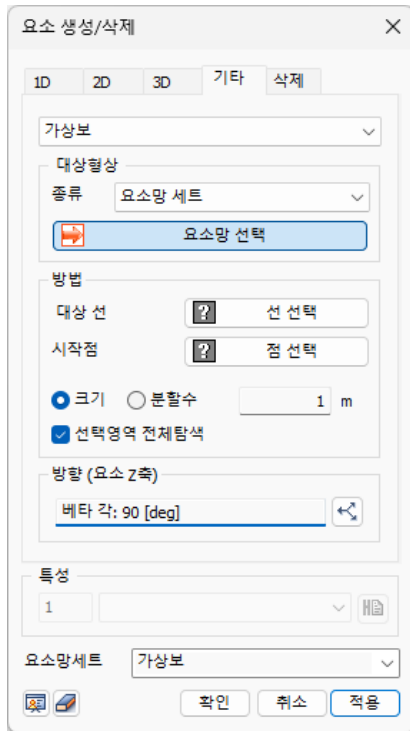 요소 생성/삭제
1D 2D 3D 기타 삭제
가상보
대상형상
종류 요소망 세트
요소망 선택
방법
대상 선 ? 선 선택
시작점 ? 점 선택
크기 분할수 1 m
선택영역 전체탐색
방향 (요소 Z축)
베타 각: 90 [deg]
특성
1
요소망세트 가상보
확인 취소 적용